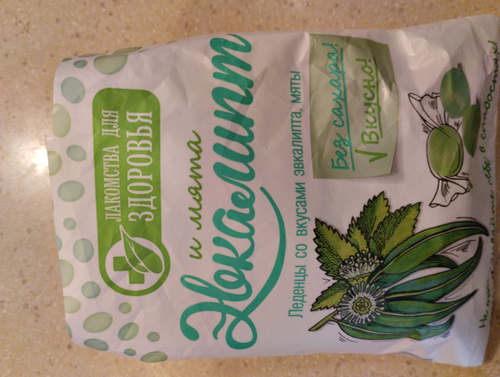 ЛАКОМСТВА ДЛЯ
ЗДОРОВЬЯ
и мята
Эвкалипт
Леденцы со вкусами эвкалипта, мяты
Без сахара!
√ Вкусно!